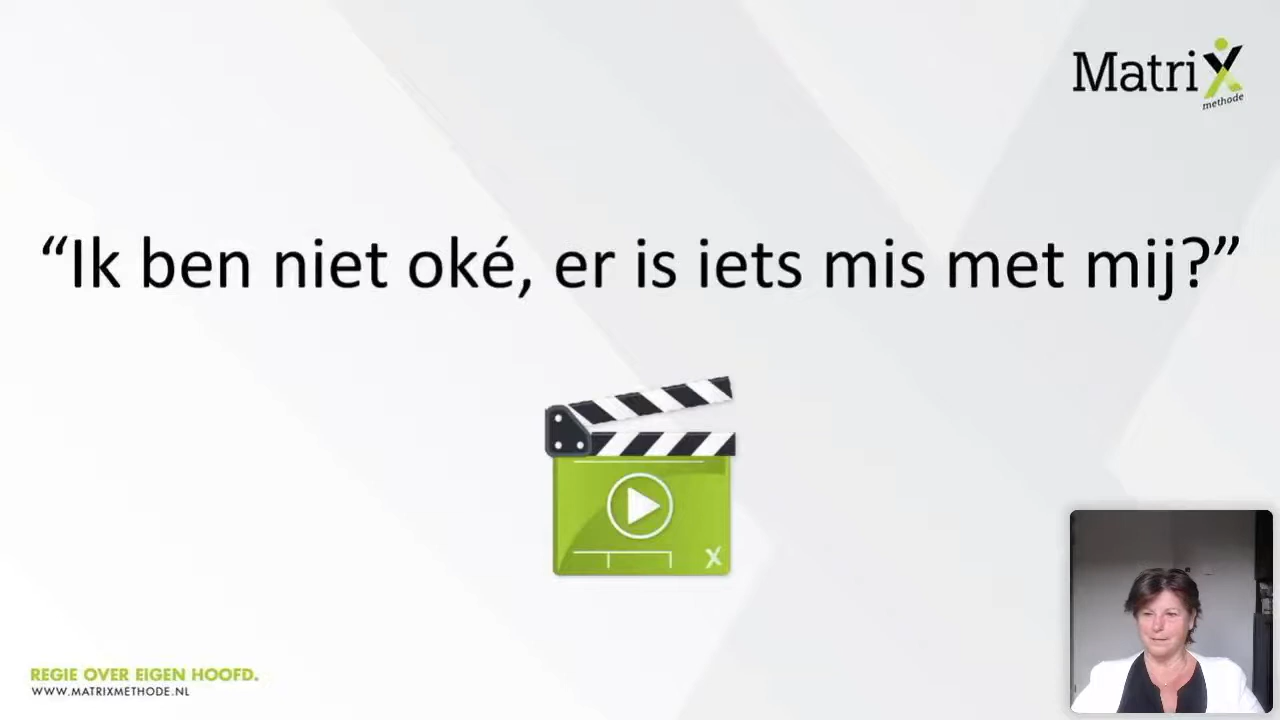 MatriX
methode
“Ik ben niet oké, er is iets mis met mij?”
X
REGIE OVER EIGEN HOOFD.
WWW.MATRIXMETHODE.NL